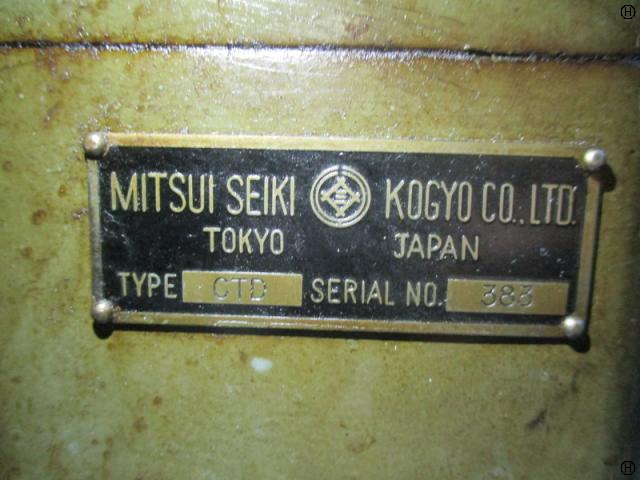 MITSUI SEIKI KOGYO CO., LTD.
TOKYO JAPAN
TYPE CTD SERIAL NO. 383